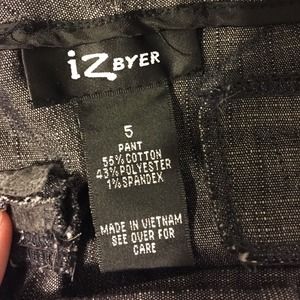 iZ BYER
5
PANT
55% COTTON
43% POLYESTER
1% SPANDEX
MADE IN VIETNAM
SEE OVER FOR
CARE